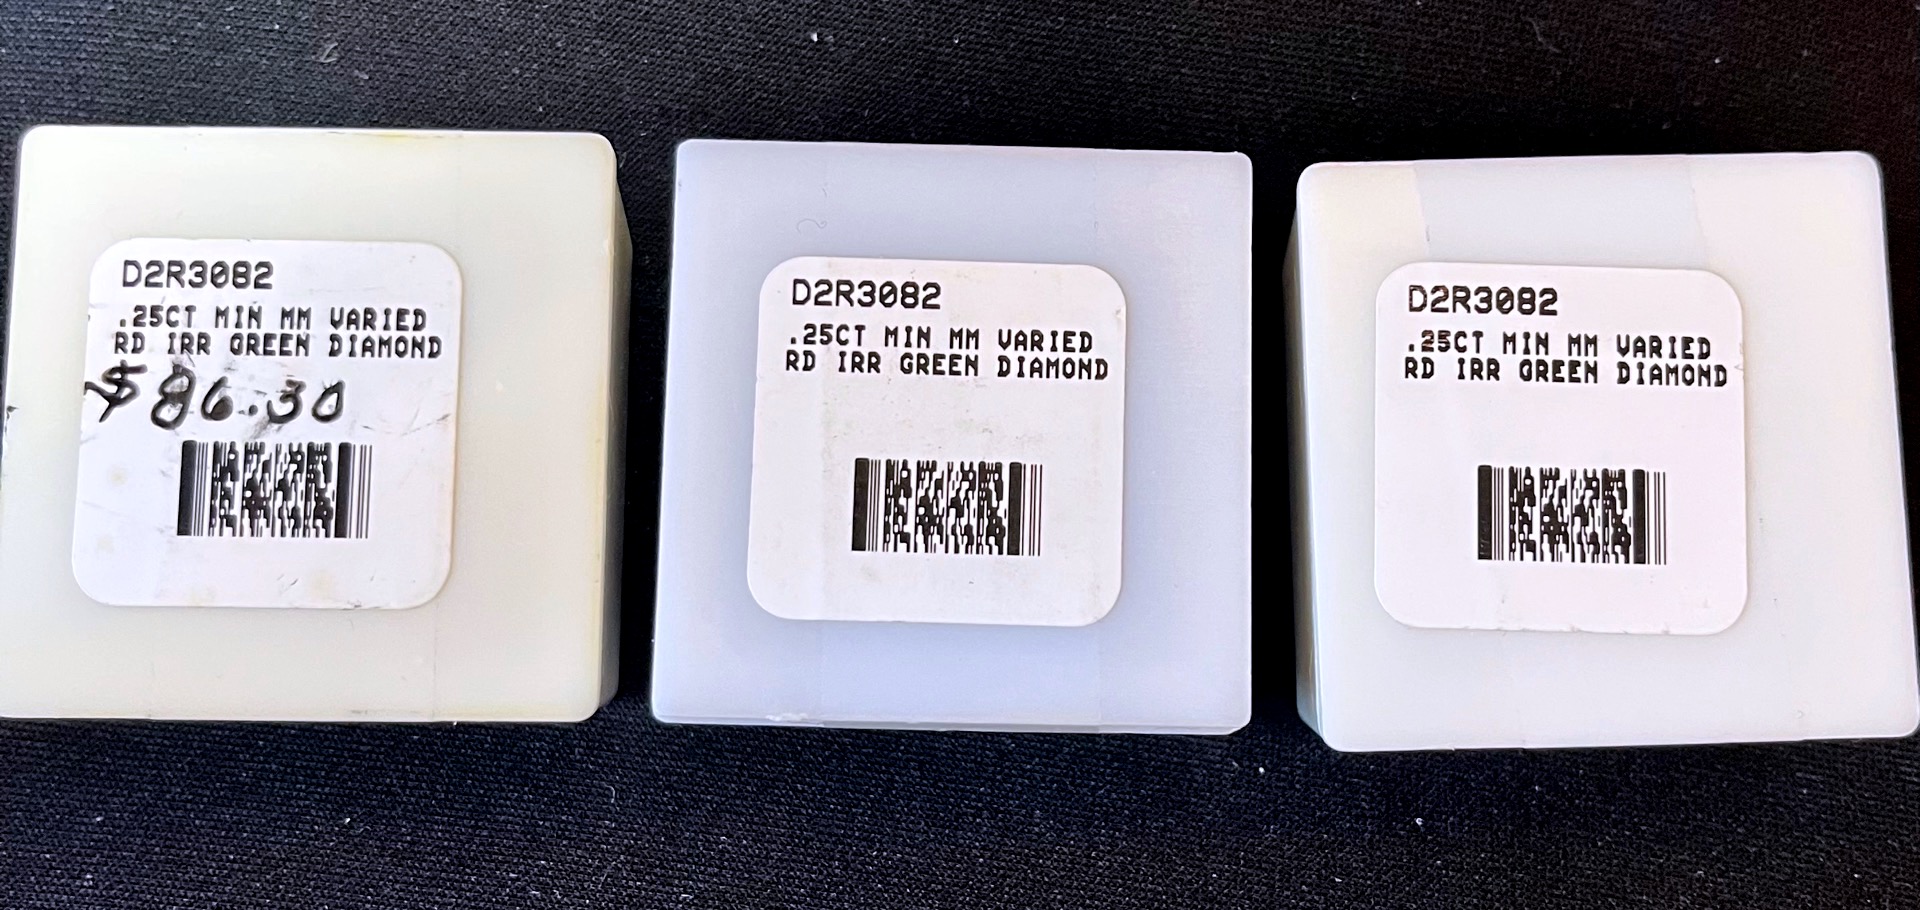 D2R3082
.25CT MIN MM VARIED
RD IRR GREEN DIAMOND
$86.30
D2R3082
.25CT MIN MM VARIED
RD IRR GREEN DIAMOND
D2R3082
.25CT MIN MM VARIED
RD IRR GREEN DIAMOND